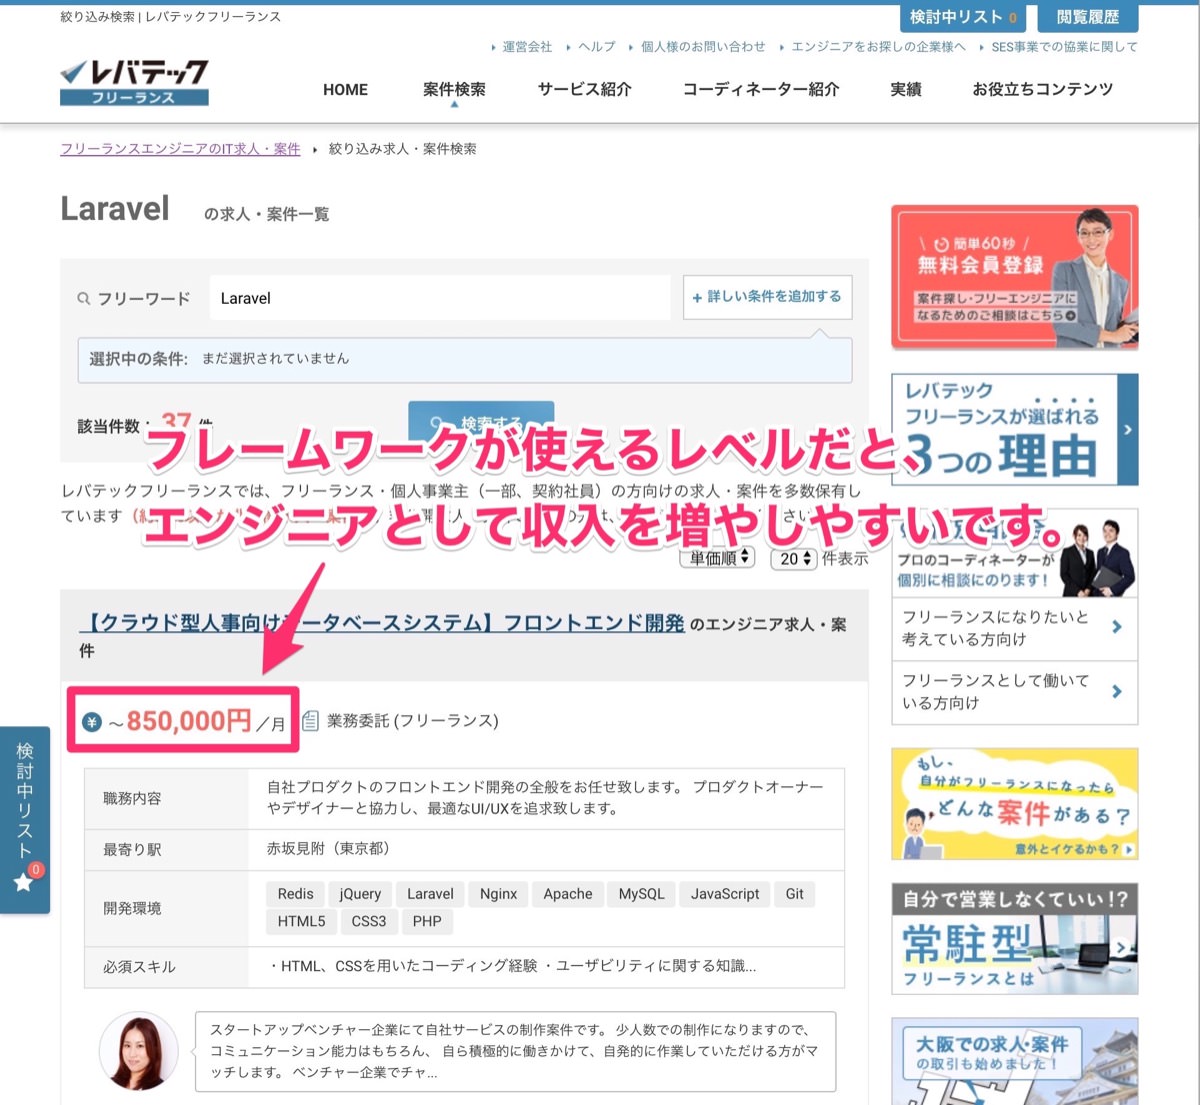 絞り込み検索 | レバテックフリーランス
検討中リスト 0
閲覧履歴
運営会社
ヘルプ
個人様のお問い合わせ
エンジニアをお探しの企業様へ
SES事業での協業に関して
レバテック
フリーランス
HOME
案件検索
サービス紹介
コーディネーター紹介
実績
お役立ちコンテンツ
フリーランスエンジニアのIT求人・案件
絞り込み求人・案件検索
Laravel の求人・案件一覧
フリーワード
Laravel
+ 詳しい条件を追加する
選択中の条件: まだ選択されていません
該当件数: 37 件
検索する
フレームワークが使えるレベルだと、
エンジニアとして収入を増やしやすいです。
レバテックフリーランスでは、フリーランス・個人事業主（一部、契約社員）の方向けの求人・案件を多数保有し
ています
単価順
20
件表示
【クラウド型人事向けデータベースシステム】フロントエンド開発 のエンジニア求人・案
件
¥ ～850,000円／月
業務委託 (フリーランス)
職務内容
自社プロダクトのフロントエンド開発の全般をお任せ致します。 プロダクトオーナー
やデザイナーと協力し、最適なUI/UXを追求致します。
最寄り駅
赤坂見附（東京都）
開発環境
Redis jQuery Laravel Nginx Apache MySQL JavaScript Git
HTML5 CSS3 PHP
必須スキル
・HTML、CSSを用いたコーディング経験 ・ユーザビリティに関する知識...
スタートアップベンチャー企業にて自社サービスの制作案件です。 少人数での制作になりますので、
コミュニケーション能力はもちろん、 自ら積極的に働きかけて、自発的に作業していただける方がマ
ッチします。 ベンチャー企業でチャ...
検討中リスト
0
簡単60秒
無料会員登録
案件探し・フリーエンジニアに
なるためのご相談はこちら
レバテック
フリーランスが選ばれる
3つの理由
プロのコーディネーターが
個別に相談にのります！
フリーランスになりたいと
考えている方向け
フリーランスとして働いて
いる方向け
もし、
自分がフリーランスになったら
どんな案件がある？
意外とイケるかも？
自分で営業しなくていい!?
常駐型
フリーランスとは
大阪での求人・案件
の取引も始めました！